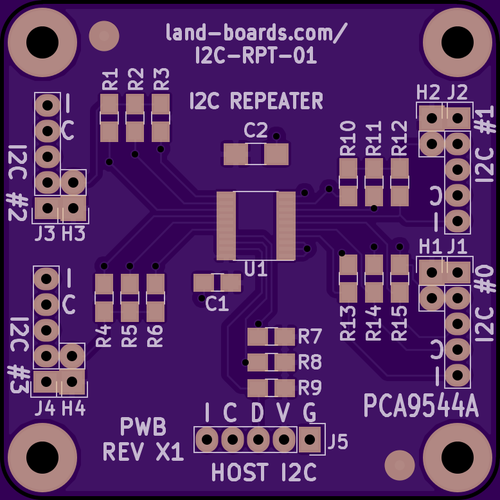 land-boards.com/
I2C-RPT-01
I2C REPEATER
R1 R2 R3
C2
R10 R11 R12
H2 J2
I2C #1
C
I
I
C
I2C #2
J3 H3
U1
C1
H1 J1
I2C #0
C
I
I
C
I2C #3
J4 H4
R4 R5 R6
R13 R14 R15
R7
R8
R9
PCA9544A
I C D V G
J5
PWB
REV X1
HOST I2C